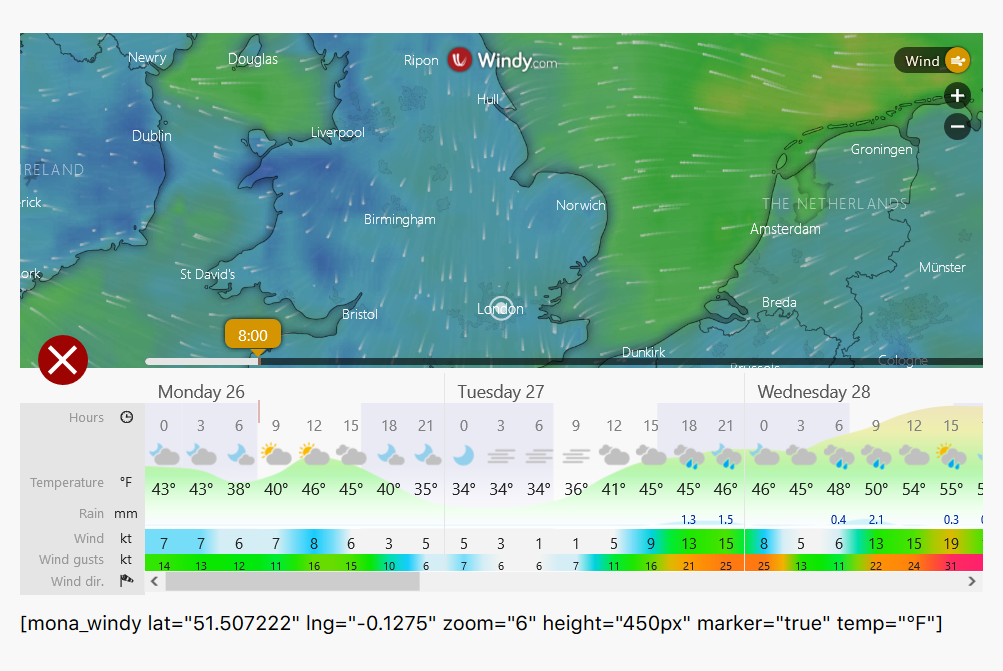 Newry
Douglas
Ripon
Windy.com
Wind
Hull
Dublin
Liverpool
Groningen
IRELAND
erick
Birmingham
Norwich
THE NETHERLANDS
Amsterdam
ork
St David's
Münster
London
Breda
Bristol
8:00
Dunkirk
Brussels
Cologne
Monday 26 Tuesday 27 Wednesday 28
Hours 0 3 6 9 12 15 18 21 0 3 6 9 12 15 18 21 0 3 6 9 12 15
Temperature °F 43° 43° 38° 40° 46° 45° 40° 35° 34° 34° 34° 36° 41° 45° 45° 46° 46° 45° 48° 50° 54° 55° 5
Rain mm 1.3 1.5 0.4 2.1 0.3 0
Wind kt 7 7 6 7 8 6 3 5 5 3 1 1 5 9 13 15 8 5 6 13 15 19
Wind gusts kt 14 13 12 11 16 15 10 6 7 6 6 7 11 16 21 25 25 13 11 22 24 31
Wind dir.
[mona_windy lat="51.507222" lng="-0.1275" zoom="6" height="450px" marker="true" temp="°F"]